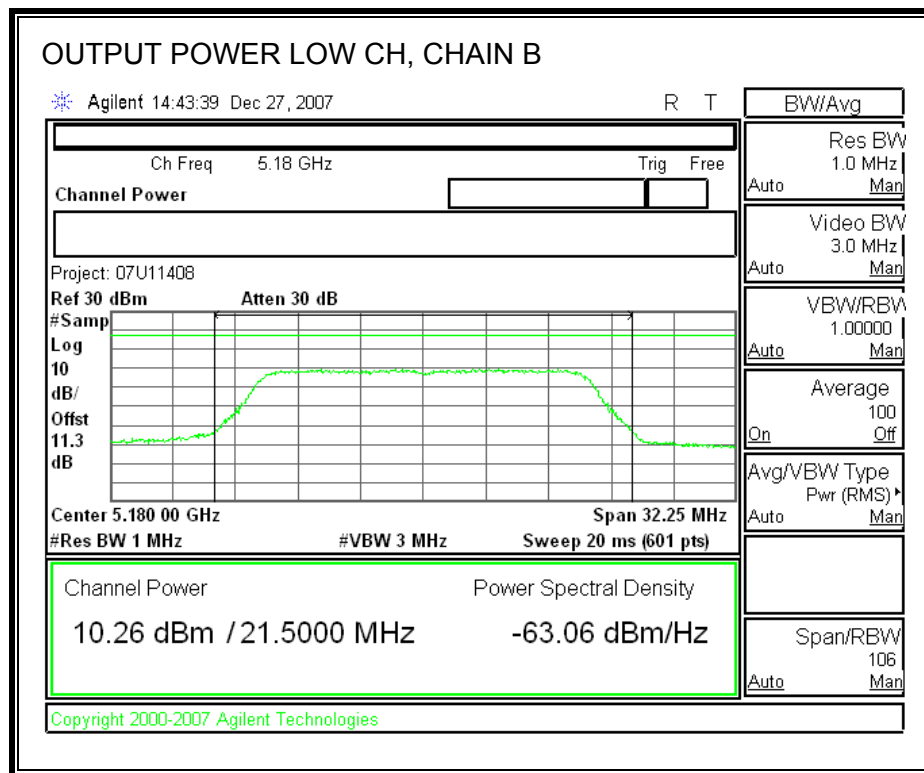 OUTPUT POWER LOW CH, CHAIN B
Agilent 14:43:39 Dec 27, 2007 R T
BW/Avg
Ch Freq 5.18 GHz Trig Free
Channel Power
Res BW
1.0 MHz
Auto Man
Video BW
3.0 MHz
Auto Man
VBW/RBW
1.00000
Auto Man
Average
100
On Off
Avg/VBW Type
Pwr (RMS)
Auto Man
Span/RBW
106
Auto Man
Project: 07U11408
Ref 30 dBm Atten 30 dB
#Samp
Log
10
dB/
Offst
11.3
dB
Center 5.180 00 GHz Span 32.25 MHz
#Res BW 1 MHz #VBW 3 MHz Sweep 20 ms (601 pts)
Channel Power Power Spectral Density
10.26 dBm / 21.5000 MHz -63.06 dBm/Hz
Copyright 2000-2007 Agilent Technologies